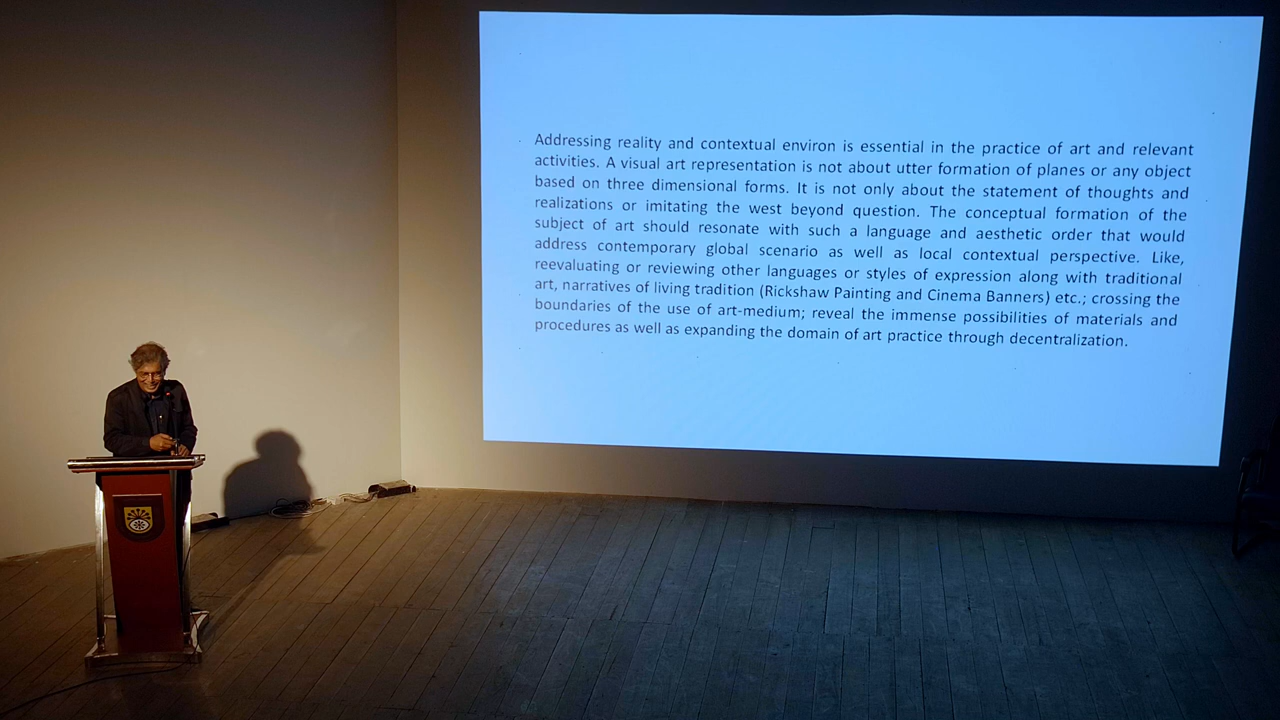 Addressing reality and contextual environ is essential in the practice of art and relevant
activities. A visual art representation is not about utter formation of planes or any object
based on three dimensional forms. It is not only about the statement of thoughts and
realizations or imitating the west beyond question. The conceptual formation of the
subject of art should resonate with such a language and aesthetic order that would
address contemporary global scenario as well as local contextual perspective. Like,
reevaluating or reviewing other languages or styles of expression along with traditional
art, narratives of living tradition (Rickshaw Painting and Cinema Banners) etc.; crossing the
boundaries of the use of art-medium; reveal the immense possibilities of materials and
procedures as well as expanding the domain of art practice through decentralization.